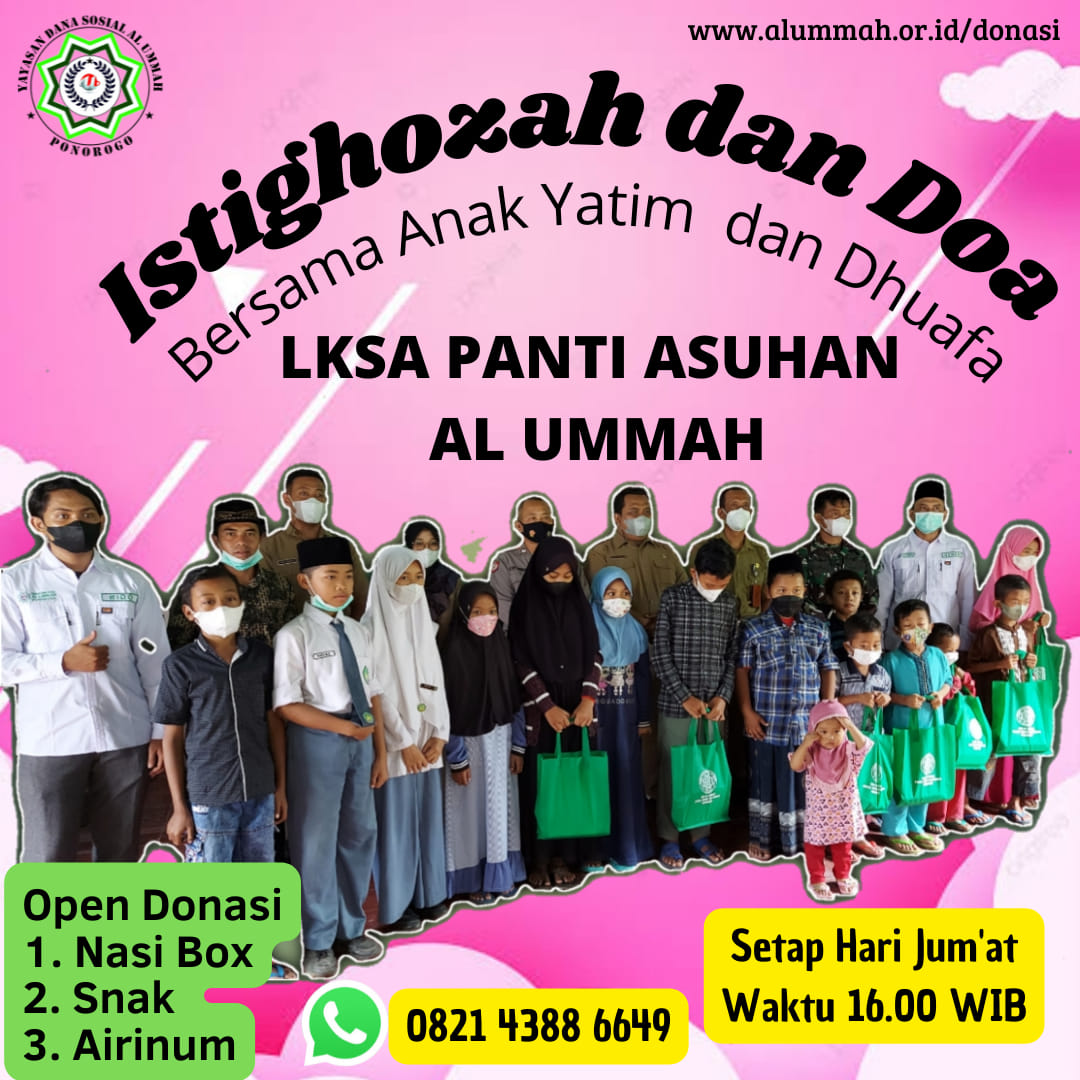 www.alummah.or.id/donasi
YAYASAN DANA SOSIAL AL UMMAH
PONOROGO
Istighozah dan Doa
Bersama Anak Yatim dan Dhuafa
LKSA PANTI ASUHAN
AL UMMAH
Open Donasi
1. Nasi Box
2. Snak
3. Airinum
0821 4388 6649
Setap Hari Jum'at
Waktu 16.00 WIB